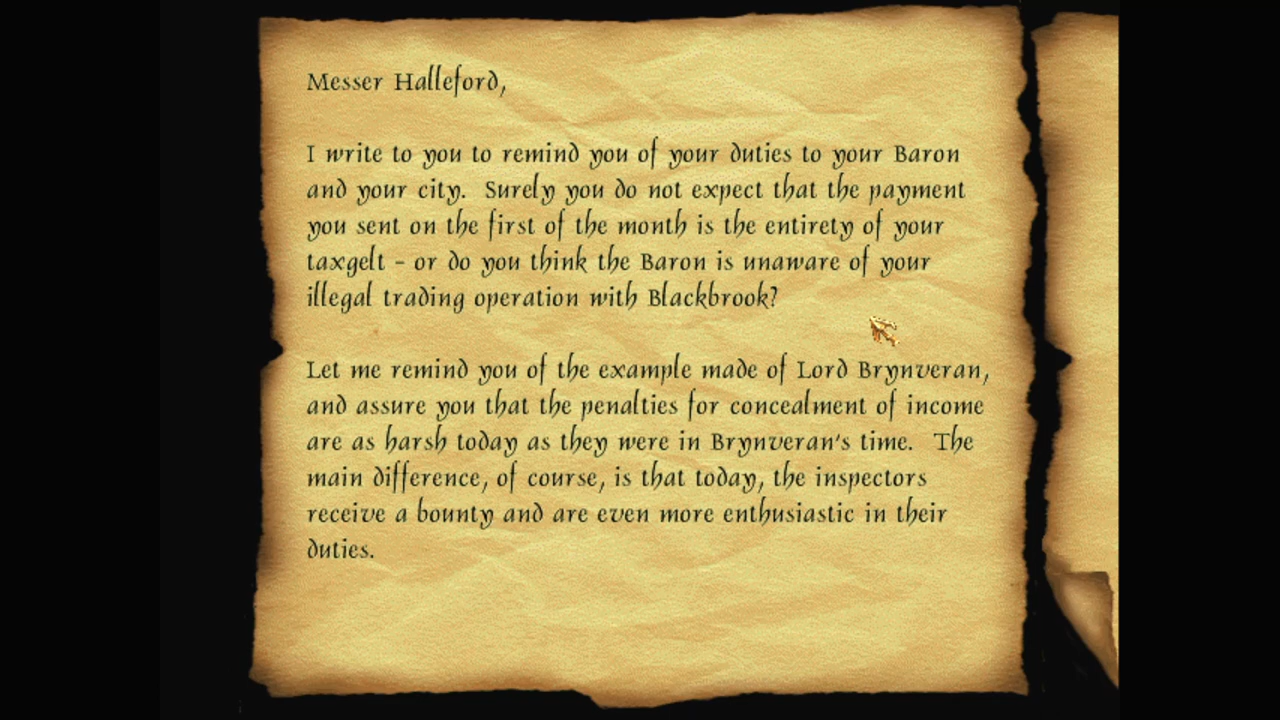 Messer Halleford,
I write to you to remind you of your duties to your Baron
and your city.  Surely you do not expect that the payment
you sent on the first of the month is the entirety of your
taxgelt - or do you think the Baron is unaware of your
illegal trading operation with Blackbrook?
Let me remind you of the example made of Lord Brynveran,
and assure you that the penalties for concealment of income
are as harsh today as they were in Brynveran's time.  The
main difference, of course, is that today, the inspectors
receive a bounty and are even more enthusiastic in their
duties.